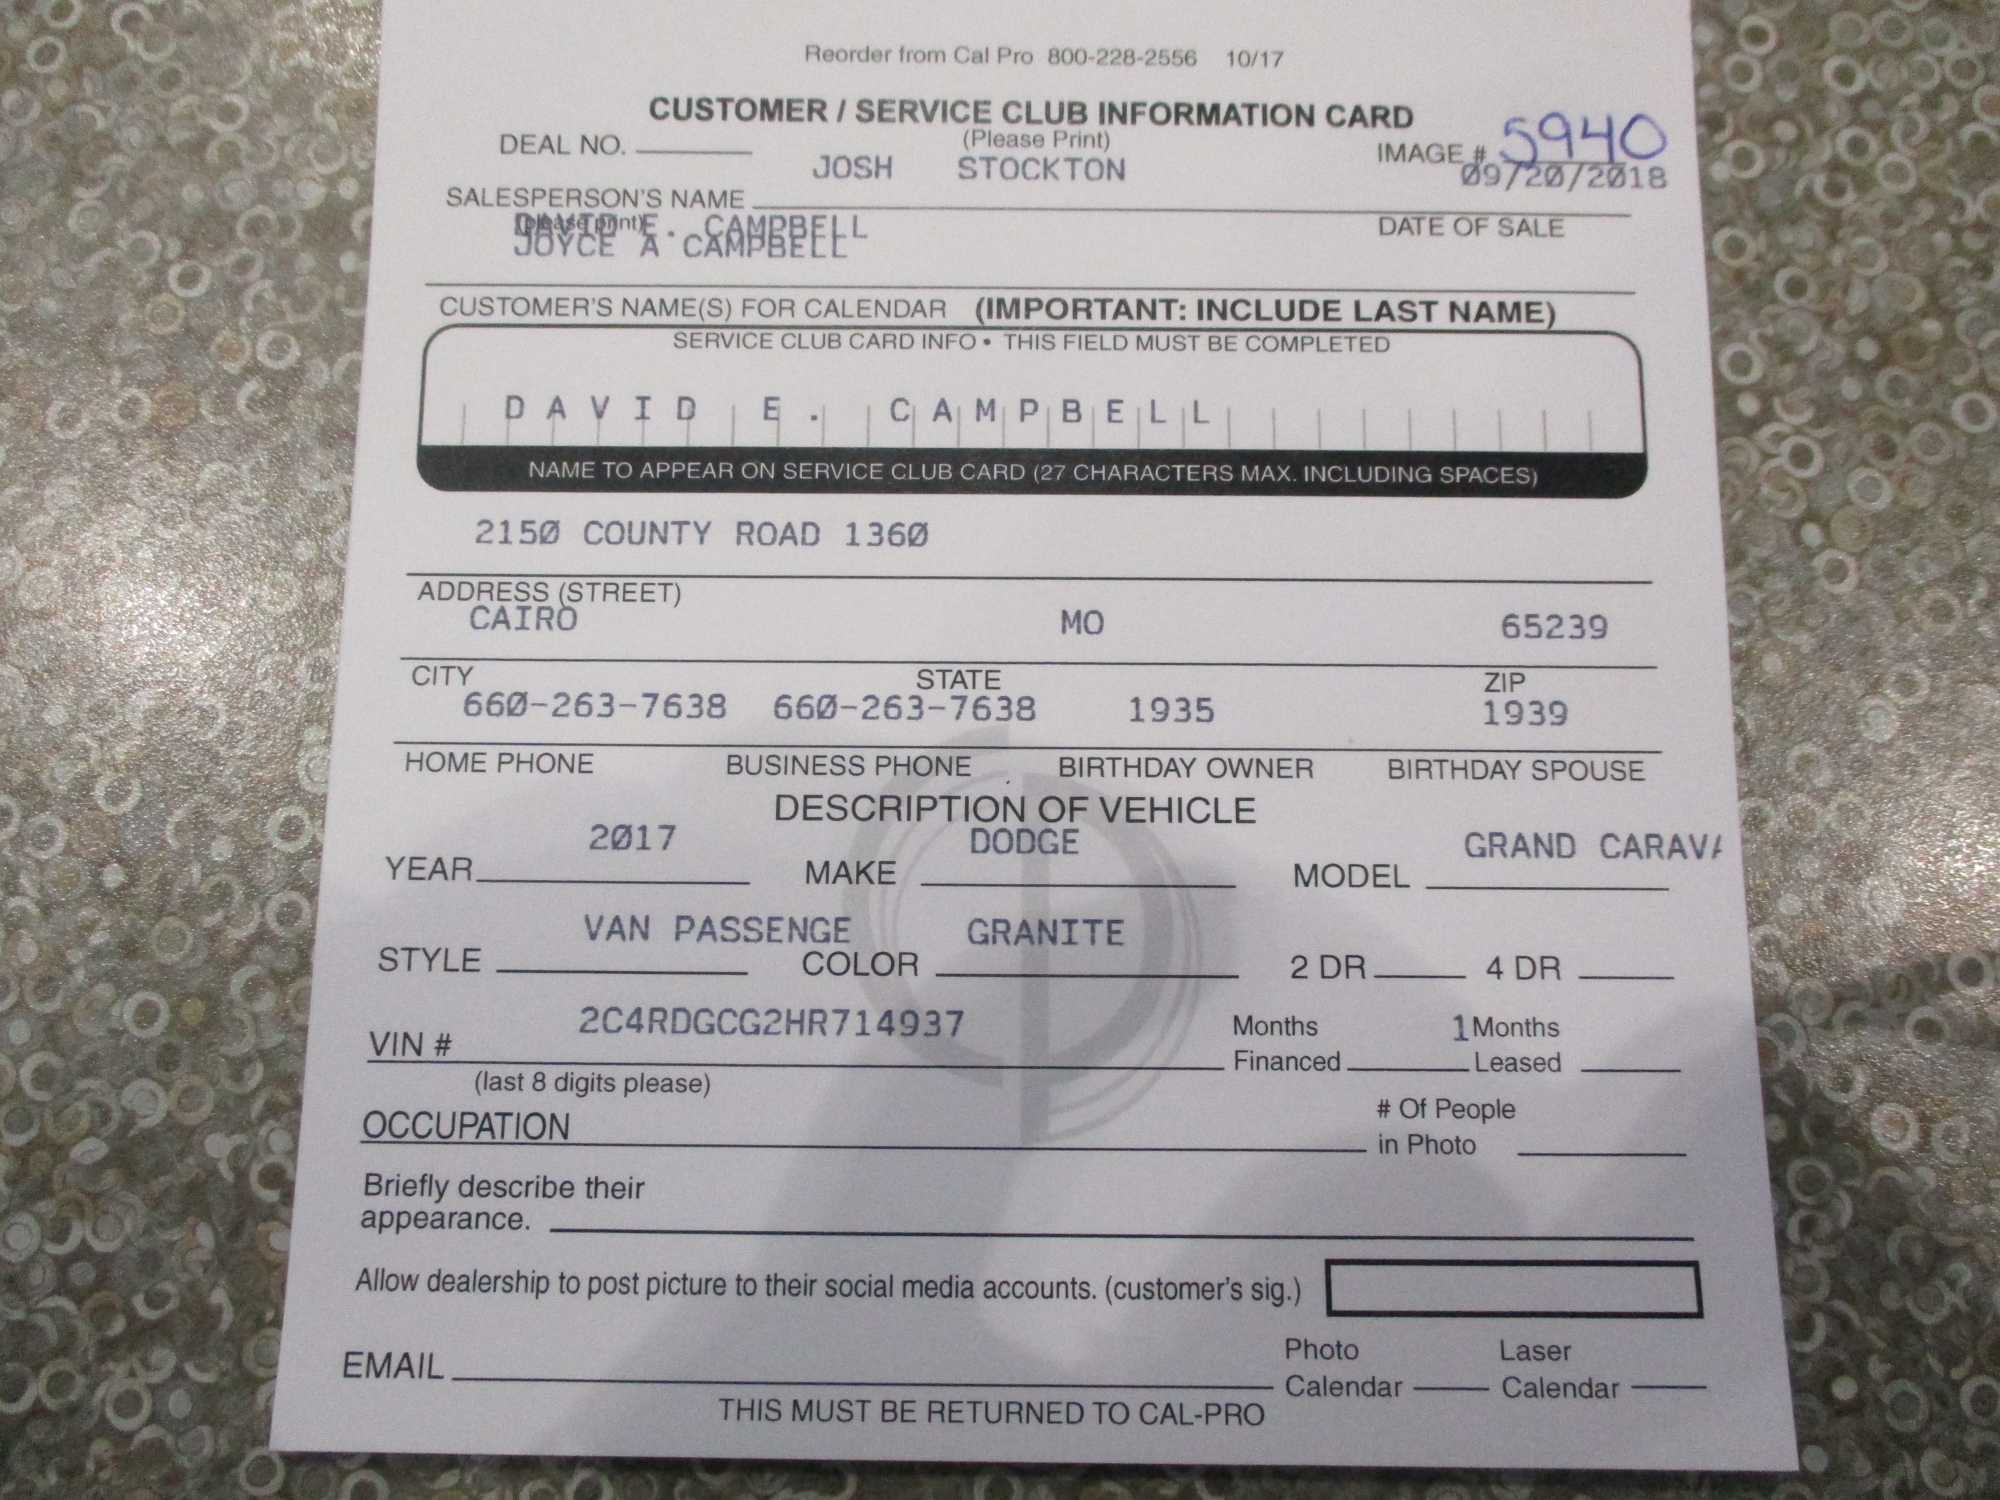 Reorder from Cal Pro 800-228-2556 10/17
CUSTOMER / SERVICE CLUB INFORMATION CARD
(Please Print)
DEAL NO.
IMAGE # 5940
JOSH STOCKTON
09/20/2018
SALESPERSON'S NAME
(please print)
DATE OF SALE
DAVID E. CAMPBELL
JOYCE A CAMPBELL
CUSTOMER'S NAME(S) FOR CALENDAR (IMPORTANT: INCLUDE LAST NAME)
SERVICE CLUB CARD INFO • THIS FIELD MUST BE COMPLETED
DAVID E. CAMPBELL
NAME TO APPEAR ON SERVICE CLUB CARD (27 CHARACTERS MAX. INCLUDING SPACES)
2150 COUNTY ROAD 1360
ADDRESS (STREET)
CAIRO MO 65239
CITY STATE ZIP
660-263-7638 660-263-7638 1935 1939
HOME PHONE BUSINESS PHONE BIRTHDAY OWNER BIRTHDAY SPOUSE
DESCRIPTION OF VEHICLE
2017 DODGE GRAND CARAVA
YEAR MAKE MODEL
VAN PASSENGE GRANITE
STYLE COLOR 2 DR 4 DR
2C4RDGCG2HR714937
VIN #
(last 8 digits please)
Months Financed 1 Months Leased
OCCUPATION
# Of People in Photo
Briefly describe their
appearance.
Allow dealership to post picture to their social media accounts. (customer's sig.)
EMAIL
Photo Calendar Laser Calendar
THIS MUST BE RETURNED TO CAL-PRO